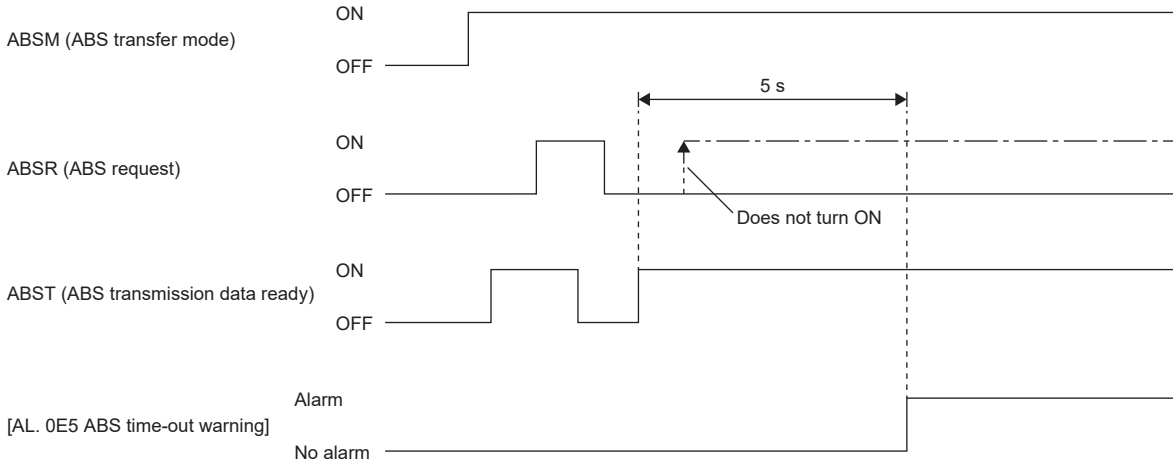 ON
ABSM (ABS transfer mode)
OFF
5 s
ON
ABSR (ABS request)
OFF
Does not turn ON
ON
ABST (ABS transmission data ready)
OFF
Alarm
[AL. 0E5 ABS time-out warning]
No alarm